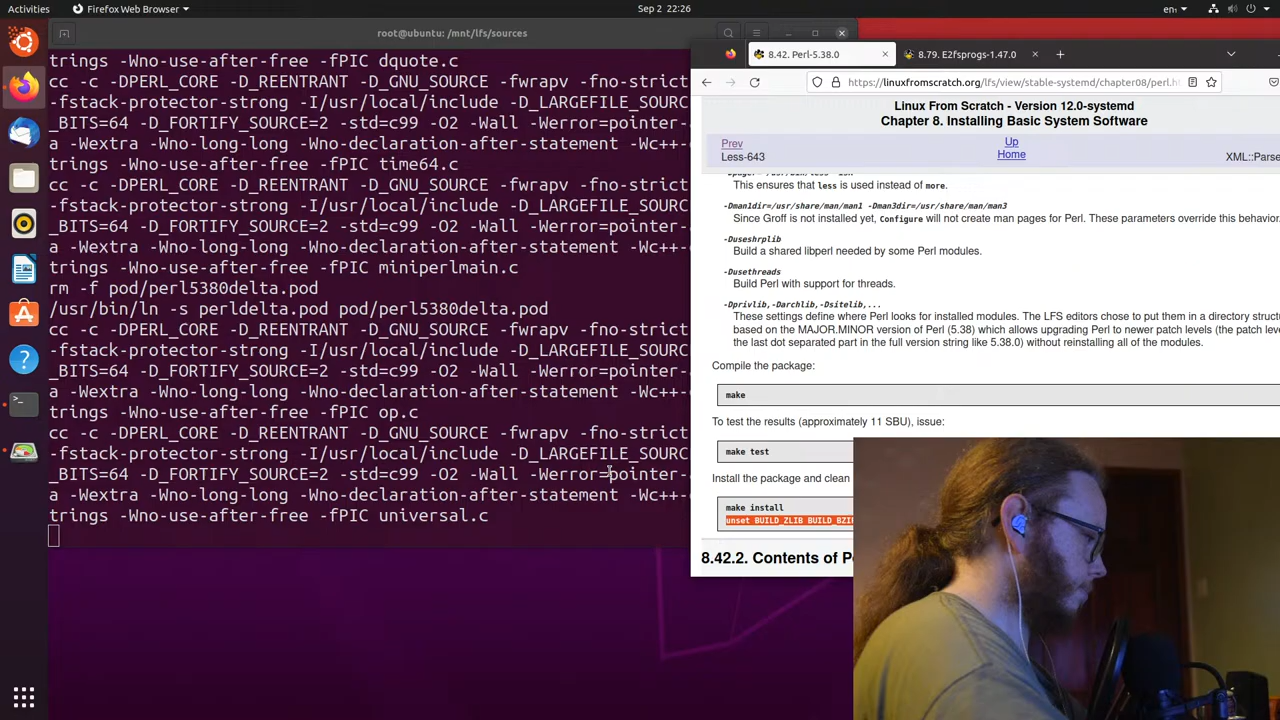 Activities
Firefox Web Browser
Sep 2 22:26
en
root@ubuntu: /mnt/lfs/sources
trings -Wno-use-after-free -fPIC dquote.c
cc -c -DPERL_CORE -D_REENTRANT -D_GNU_SOURCE -fwrapv -fno-strict
-fstack-protector-strong -I/usr/local/include -D_LARGEFILE_SOURC
_BITS=64 -D_FORTIFY_SOURCE=2 -std=c99 -O2 -Wall -Werror=pointer-
a -Wextra -Wno-long-long -Wno-declaration-after-statement -Wc++-
trings -Wno-use-after-free -fPIC time64.c
cc -c -DPERL_CORE -D_REENTRANT -D_GNU_SOURCE -fwrapv -fno-strict
-fstack-protector-strong -I/usr/local/include -D_LARGEFILE_SOURC
_BITS=64 -D_FORTIFY_SOURCE=2 -std=c99 -O2 -Wall -Werror=pointer-
a -Wextra -Wno-long-long -Wno-declaration-after-statement -Wc++-
trings -Wno-use-after-free -fPIC miniperlmain.c
rm -f pod/perl5380delta.pod
/usr/bin/ln -s perldelta.pod pod/perl5380delta.pod
cc -c -DPERL_CORE -D_REENTRANT -D_GNU_SOURCE -fwrapv -fno-strict
-fstack-protector-strong -I/usr/local/include -D_LARGEFILE_SOURC
_BITS=64 -D_FORTIFY_SOURCE=2 -std=c99 -O2 -Wall -Werror=pointer-
a -Wextra -Wno-long-long -Wno-declaration-after-statement -Wc++-
trings -Wno-use-after-free -fPIC op.c
cc -c -DPERL_CORE -D_REENTRANT -D_GNU_SOURCE -fwrapv -fno-strict
-fstack-protector-strong -I/usr/local/include -D_LARGEFILE_SOURC
_BITS=64 -D_FORTIFY_SOURCE=2 -std=c99 -O2 -Wall -Werror=pointer-
a -Wextra -Wno-long-long -Wno-declaration-after-statement -Wc++-
trings -Wno-use-after-free -fPIC universal.c
8.42. Perl-5.38.0
8.79. E2fsprogs-1.47.0
https://linuxfromscratch.org/lfs/view/stable-systemd/chapter08/perl.h
Linux From Scratch - Version 12.0-systemd
Chapter 8. Installing Basic System Software
Prev
Up
Less-643
Home
XML::Parse
This ensures that less is used instead of more.
-Dman1dir=/usr/share/man/man1 -Dman3dir=/usr/share/man/man3
Since Groff is not installed yet, Configure will not create man pages for Perl. These parameters override this behavior.
-Duseshrplib
Build a shared libperl needed by some Perl modules.
-Dusethreads
Build Perl with support for threads.
-Dprivlib,-Darchlib,-Dsitelib,...
These settings define where Perl looks for installed modules. The LFS editors chose to put them in a directory struct
based on the MAJOR.MINOR version of Perl (5.38) which allows upgrading Perl to newer patch levels (the patch leve
the last dot separated part in the full version string like 5.38.0) without reinstalling all of the modules.
Compile the package:
make
To test the results (approximately 11 SBU), issue:
make test
Install the package and clean
make install
unset BUILD_ZLIB BUILD_BZIP
8.42.2. Contents of Pe